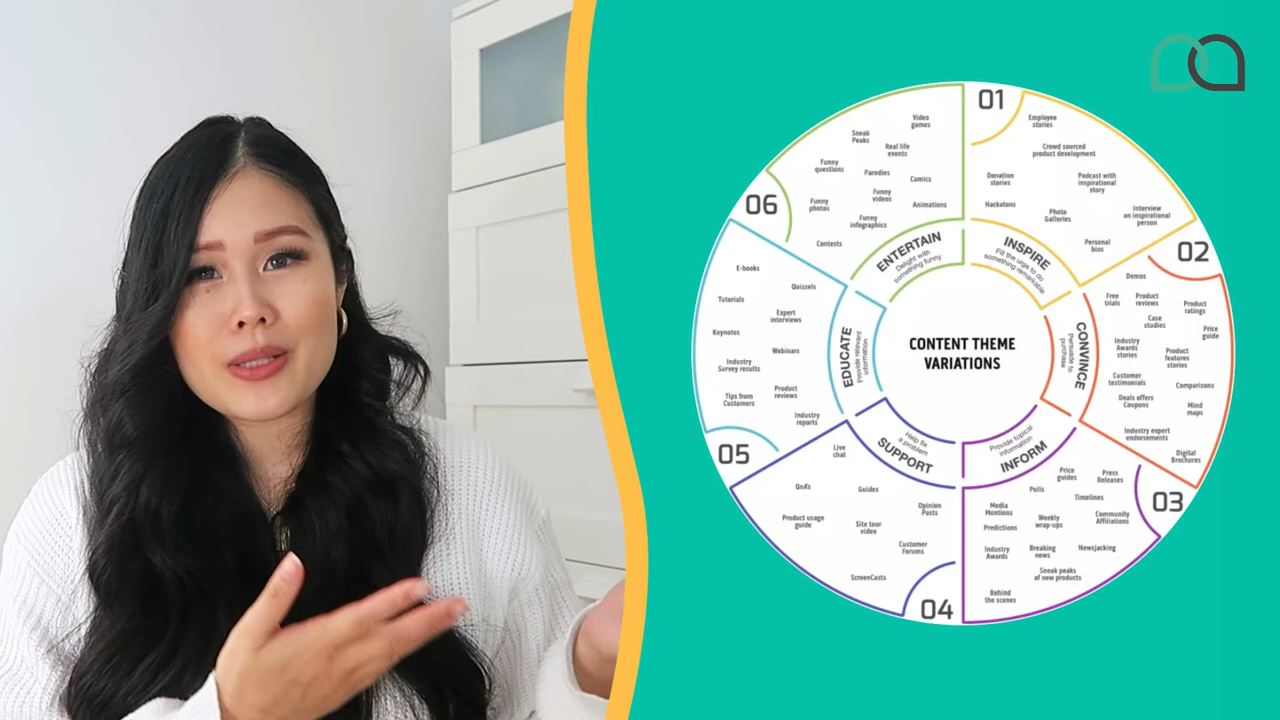 CONTENT THEME
VARIATIONS
01
INSPIRE
Fill the urge to do
something remarkable
Employee
stories
Crowd sourced
product development
Donation
stories
Podcast with
inspirational
story
Hackatons
Photo
Galleries
Interview
an inspirational
person
Personal
bios
02
CONVINCE
Persuade to
purchase
Demos
Free
trials
Product
reviews
Product
ratings
Case
studies
Price
guide
Industry
Awards
stories
Product
features
stories
Customer
testimonials
Comparisons
Deals offers
Coupons
Mind
maps
Industry expert
endorsements
Digital
Brochures
03
INFORM
Provide topical
information
Price
guides
Press
Releases
Polls
Timelines
Media
Mentions
Weekly
wrap-ups
Community
Affiliations
Predictions
Industry
Awards
Breaking
news
Newsjacking
Sneak peaks
of new products
Behind
the scenes
04
SUPPORT
Help fix
a problem
Live
chat
QnA's
Guides
Opinion
Posts
Product usage
guide
Site tour
video
Customer
Forums
ScreenCasts
05
EDUCATE
Provide relevant
information
E-books
Quissels
Tutorials
Expert
interviews
Keynotes
Webinars
Industry
Survey results
Product
reviews
Tips from
Customers
Industry
reports
06
ENTERTAIN
Delight with
something funny
Video
games
Sneak
Peaks
Real life
events
Funny
questions
Parodies
Comics
Funny
videos
Funny
photos
Animations
Funny
infographics
Contests